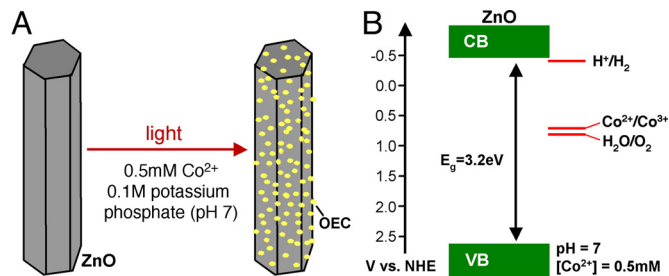 A
light
0.5mM Co²⁺
0.1M potassium
phosphate (pH 7)
ZnO
OEC
B
ZnO
CB
-0.5
0.0
0.5
1.0
1.5
2.0
2.5
H⁺/H₂
Co²⁺/Co³⁺
H₂O/O₂
E_g=3.2eV
VB
V vs. NHE
pH = 7
[Co²⁺] = 0.5mM